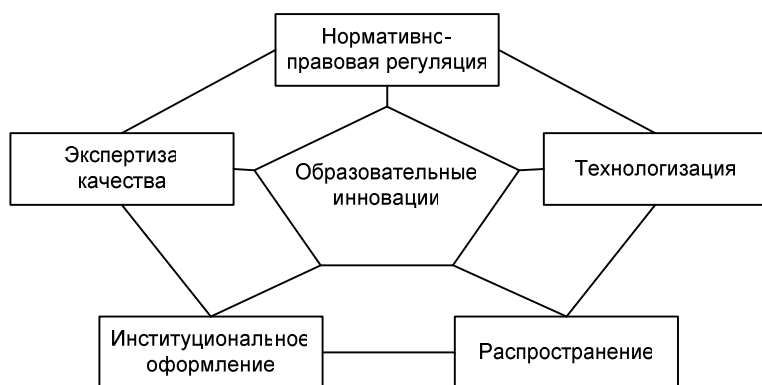 Нормативно-
правовая регуляция
Экспертиза
качества
Образовательные
инновации
Технологизация
Институциональное
оформление
Распространение